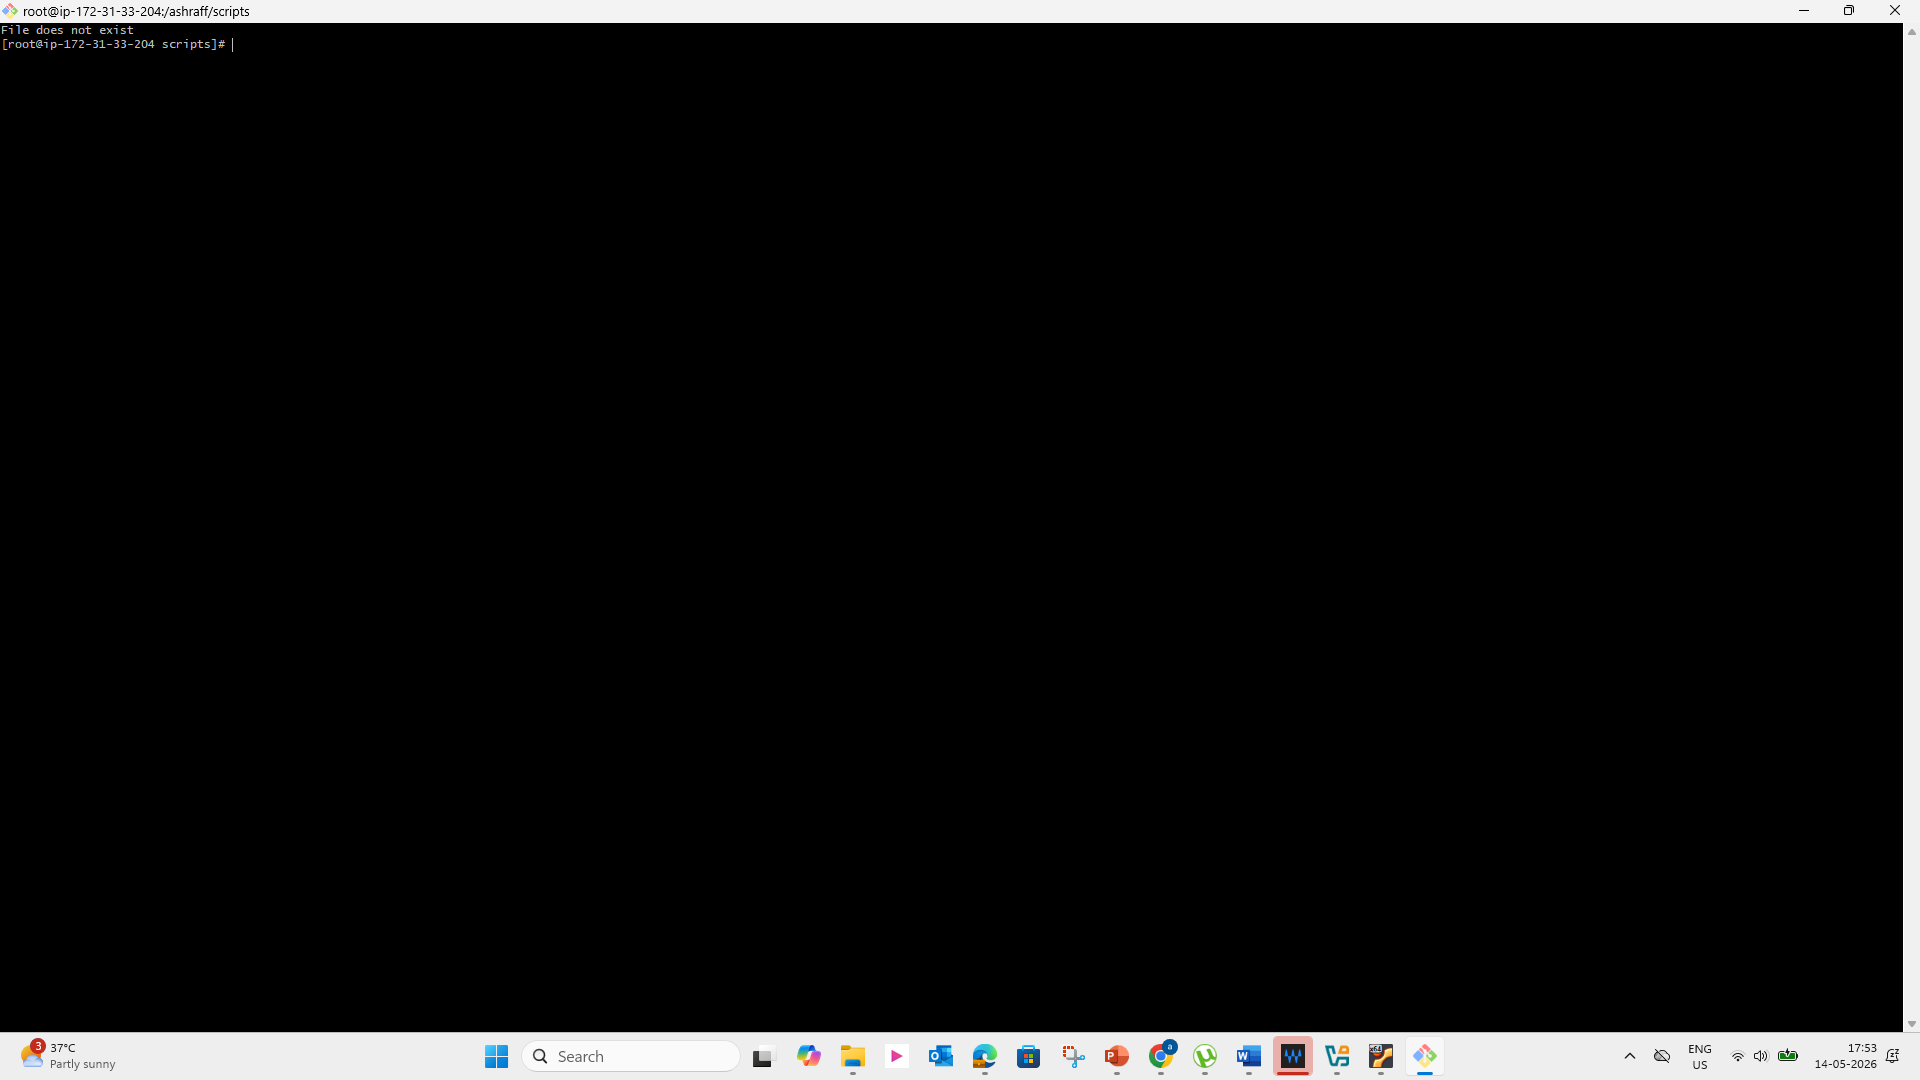 root@ip-172-31-33-204:/ashraff/scripts
File does not exist
[root@ip-172-31-33-204 scripts]#
3
37°C
Partly sunny
Search
a
ENG
US
17:53
14-05-2026